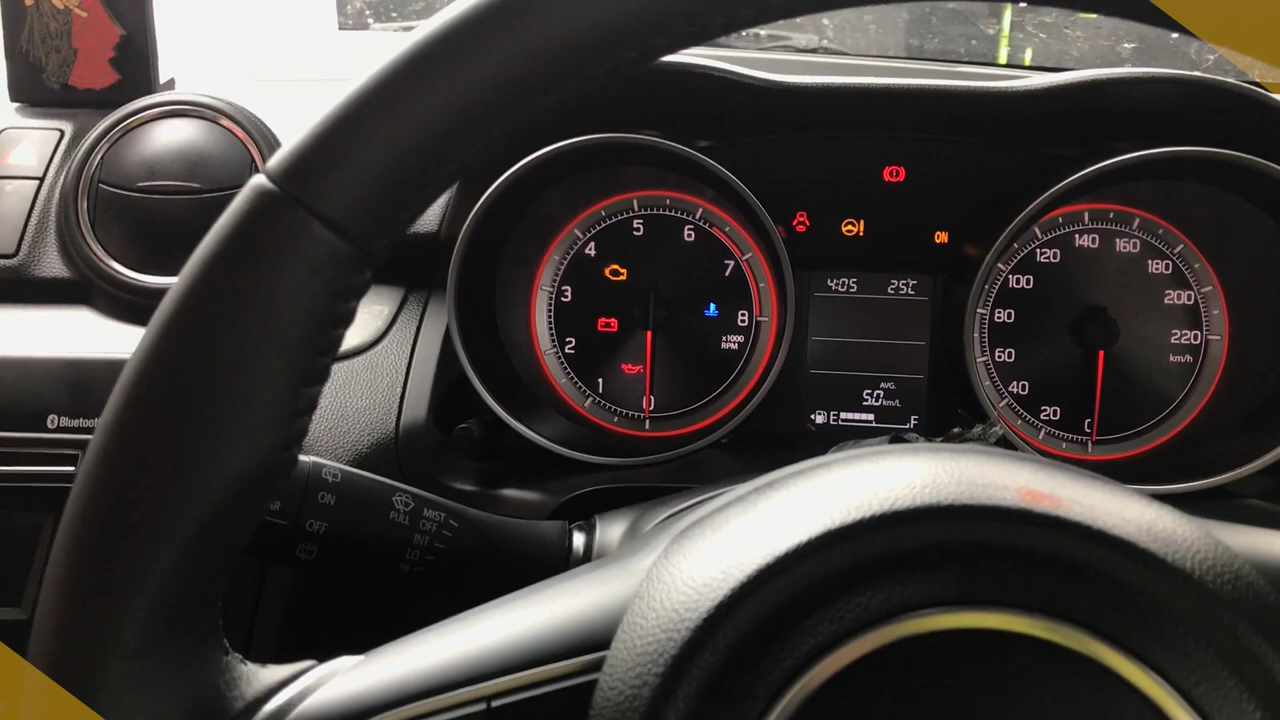 5
6
4
7
3
8
x1000
RPM
2
1
0
ON
4:05 25℃
AVG.
5.0 km/L
E F
140
160
120
180
100
200
80
220
km/h
60
40
20
0
Bluetooth
ON
OFF
PULL
MIST
OFF
INT
LO